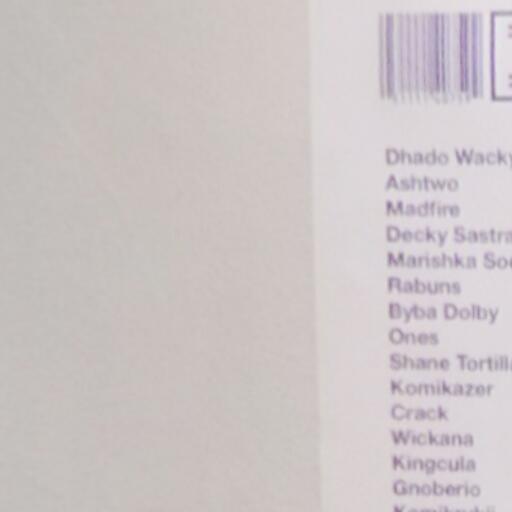 Dhado Wacky
Ashtwo
Madfire
Decky Sastra
Marishka
Rabuns
Byba Dolby
Ones
Shane
Komikazer
Crack
Wickana
Kingcula
Gnoberio